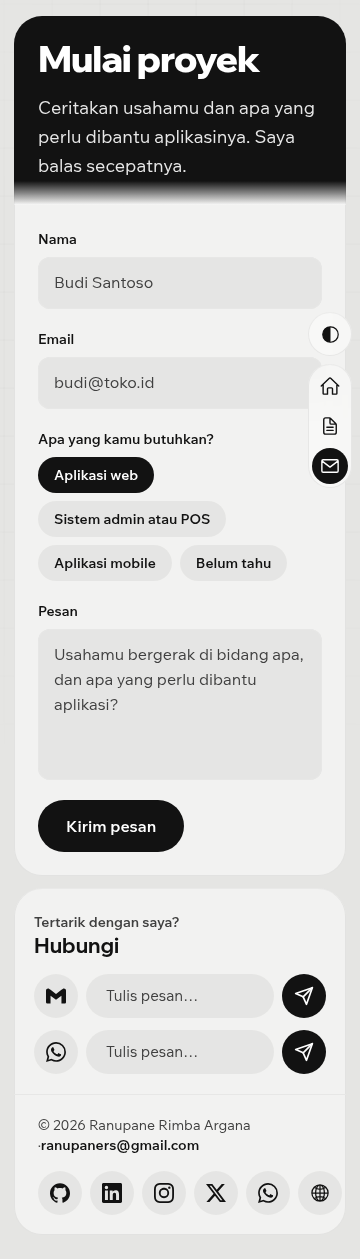 Mulai proyek
Ceritakan usahamu dan apa yang
perlu dibantu aplikasinya. Saya
balas secepatnya.
Nama
Budi Santoso
Email
budi@toko.id
Apa yang kamu butuhkan?
Aplikasi web
Sistem admin atau POS
Aplikasi mobile
Belum tahu
Pesan
Usahamu bergerak di bidang apa,
dan apa yang perlu dibantu
aplikasi?
Kirim pesan
Tertarik dengan saya?
Hubungi
Tulis pesan…
Tulis pesan…
© 2026 Ranupane Rimba Argana
·ranupaners@gmail.com